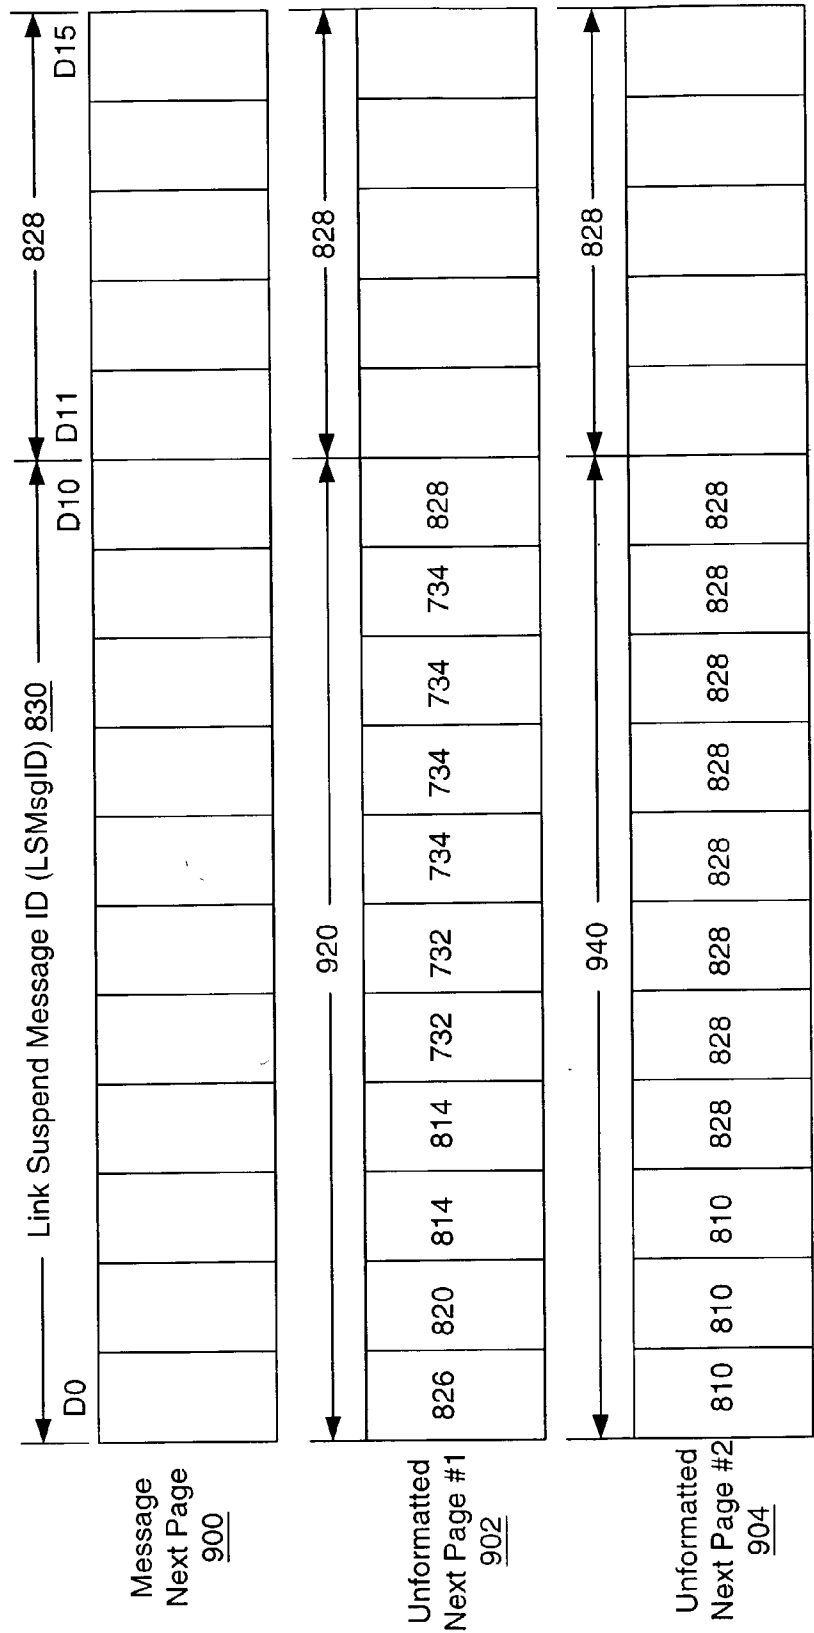 Link Suspend Message ID (LSMsgID) 830
828
D0
D10
D11
D15
Message
Next Page
900
920
828
Unformatted
Next Page #1
902
826 820 814 814 732 732 734 734 734 734 828
940
828
Unformatted
Next Page #2
904
810 810 810 828 828 828 828 828 828 828 828